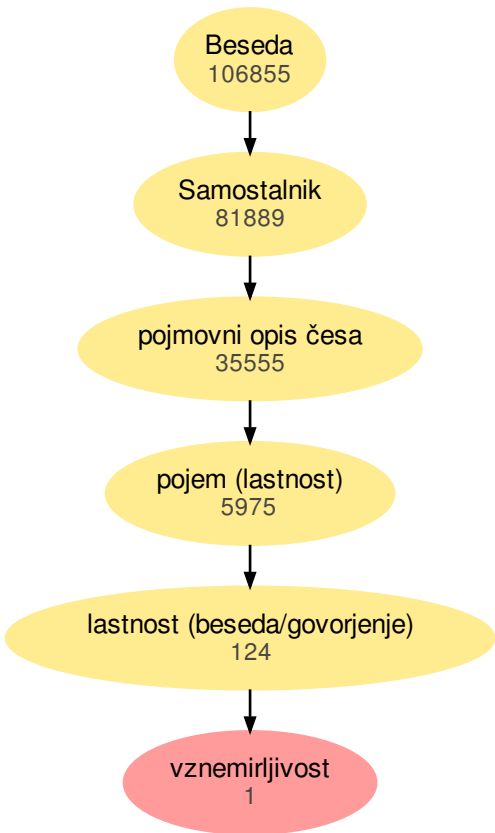 Beseda
106855
Samostalnik
81889
pojmovni opis česa
35555
pojem (lastnost)
5975
lastnost (beseda/govorjenje)
124
vznemirljivost
1